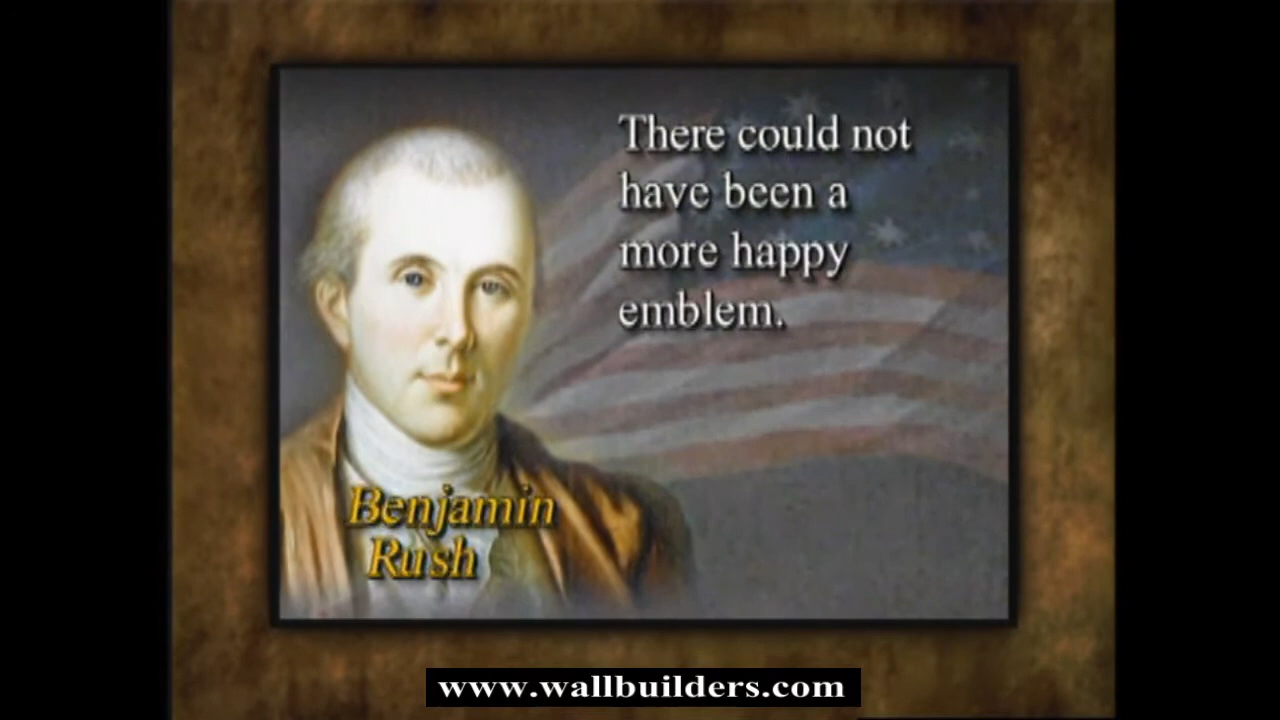 There could not
have been a
more happy
emblem.
Benjamin
Rush
www.wallbuilders.com